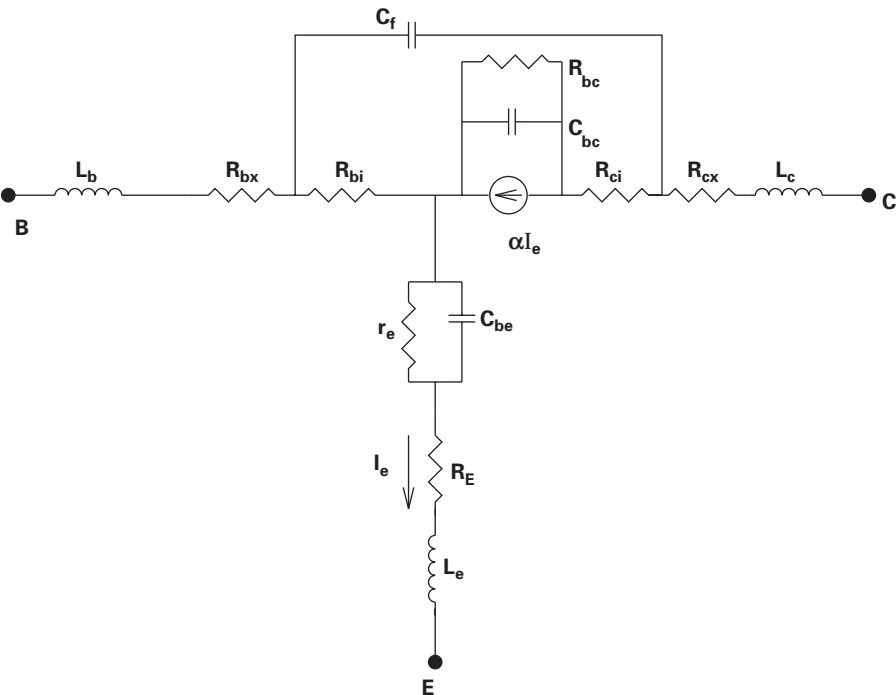 C_f
R_bc
C_bc
L_b
R_bx
R_bi
R_ci
R_cx
L_c
B
C
αI_e
r_e
C_be
I_e
R_E
L_e
E